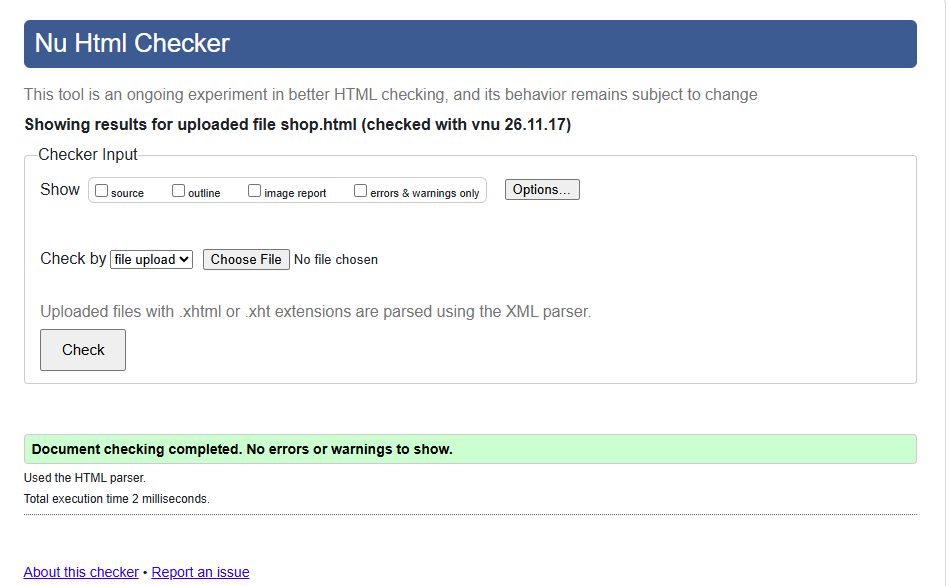 Nu Html Checker
This tool is an ongoing experiment in better HTML checking, and its behavior remains subject to change
Showing results for uploaded file shop.html (checked with vnu 26.11.17)
Checker Input
Show source outline image report errors & warnings only Options...
Check by file upload Choose File No file chosen
Uploaded files with .xhtml or .xht extensions are parsed using the XML parser.
Check
Document checking completed. No errors or warnings to show.
Used the HTML parser.
Total execution time 2 milliseconds.
About this checker • Report an issue